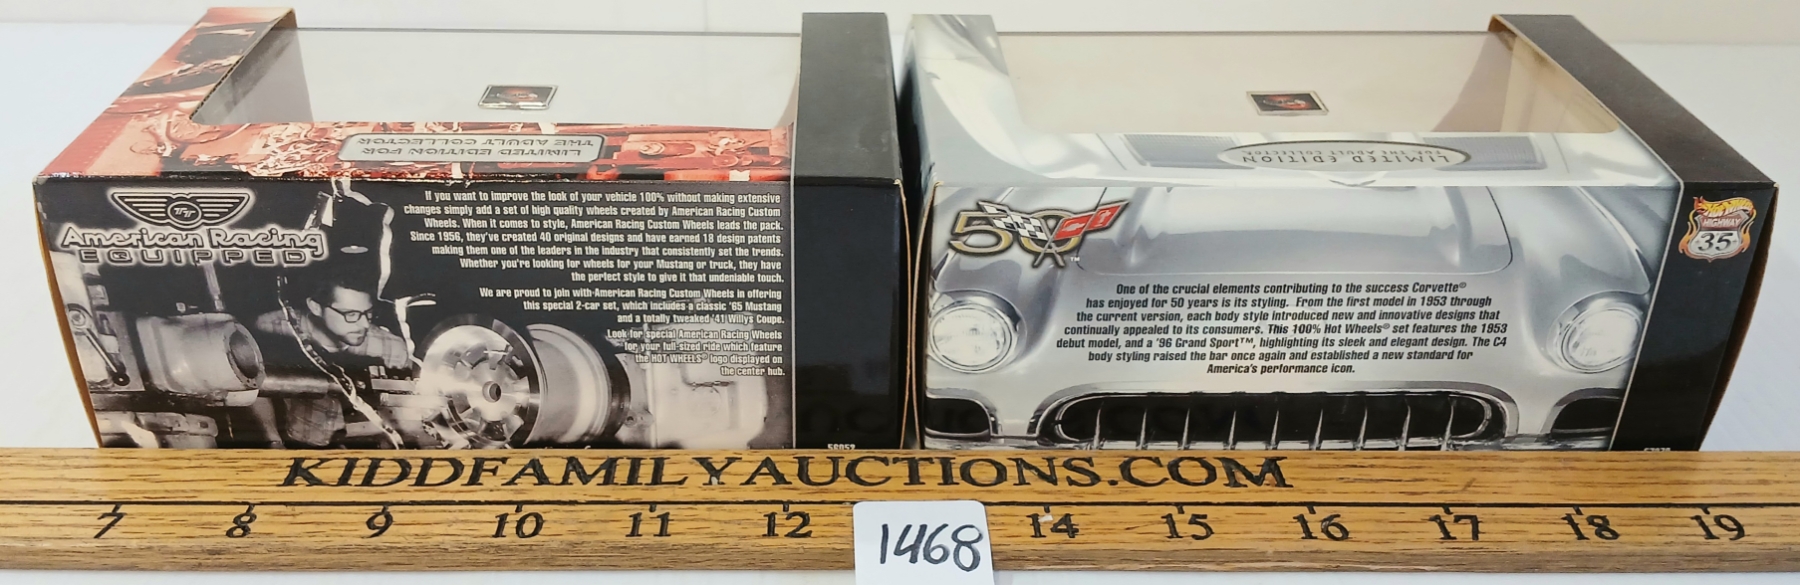 LIMITED EDITION FOR
THE ADULT COLLECTOR
American Racing
EQUIPPED
If you want to improve the look of your vehicle 100% without making extensive
changes simply add a set of high quality wheels created by American Racing Custom
Wheels. When it comes to style, American Racing Custom Wheels leads the pack.
Since 1956, they've created 40 original designs and have earned 18 design patents
making them one of the leaders in the industry that consistently set the trends.
Whether you're looking for wheels for your Mustang or truck, they have
the perfect style to give it that undeniable touch.
We are proud to join with American Racing Custom Wheels in offering
this special 2-car set, which includes a classic '65 Mustang
and a totally tweaked '41 Willys Coupe.
Look for special American Racing Wheels
for your full-sized ride which feature
the HOT WHEELS® logo displayed on
the center hub.
LIMITED EDITION
FOR THE ADULT COLLECTOR
50
TM
Hot Wheels
HIGHWAY
35
One of the crucial elements contributing to the success Corvette®
has enjoyed for 50 years is its styling. From the first model in 1953 through
the current version, each body style introduced new and innovative designs that
continually appealed to its consumers. This 100% Hot Wheels® set features the 1953
debut model, and a '96 Grand Sport™, highlighting its sleek and elegant design. The C4
body styling raised the bar once again and established a new standard for
America's performance icon.
KIDDFAMILYAUCTIONS.COM
7 8 9 10 11 12 14 15 16 17 18 19
1468